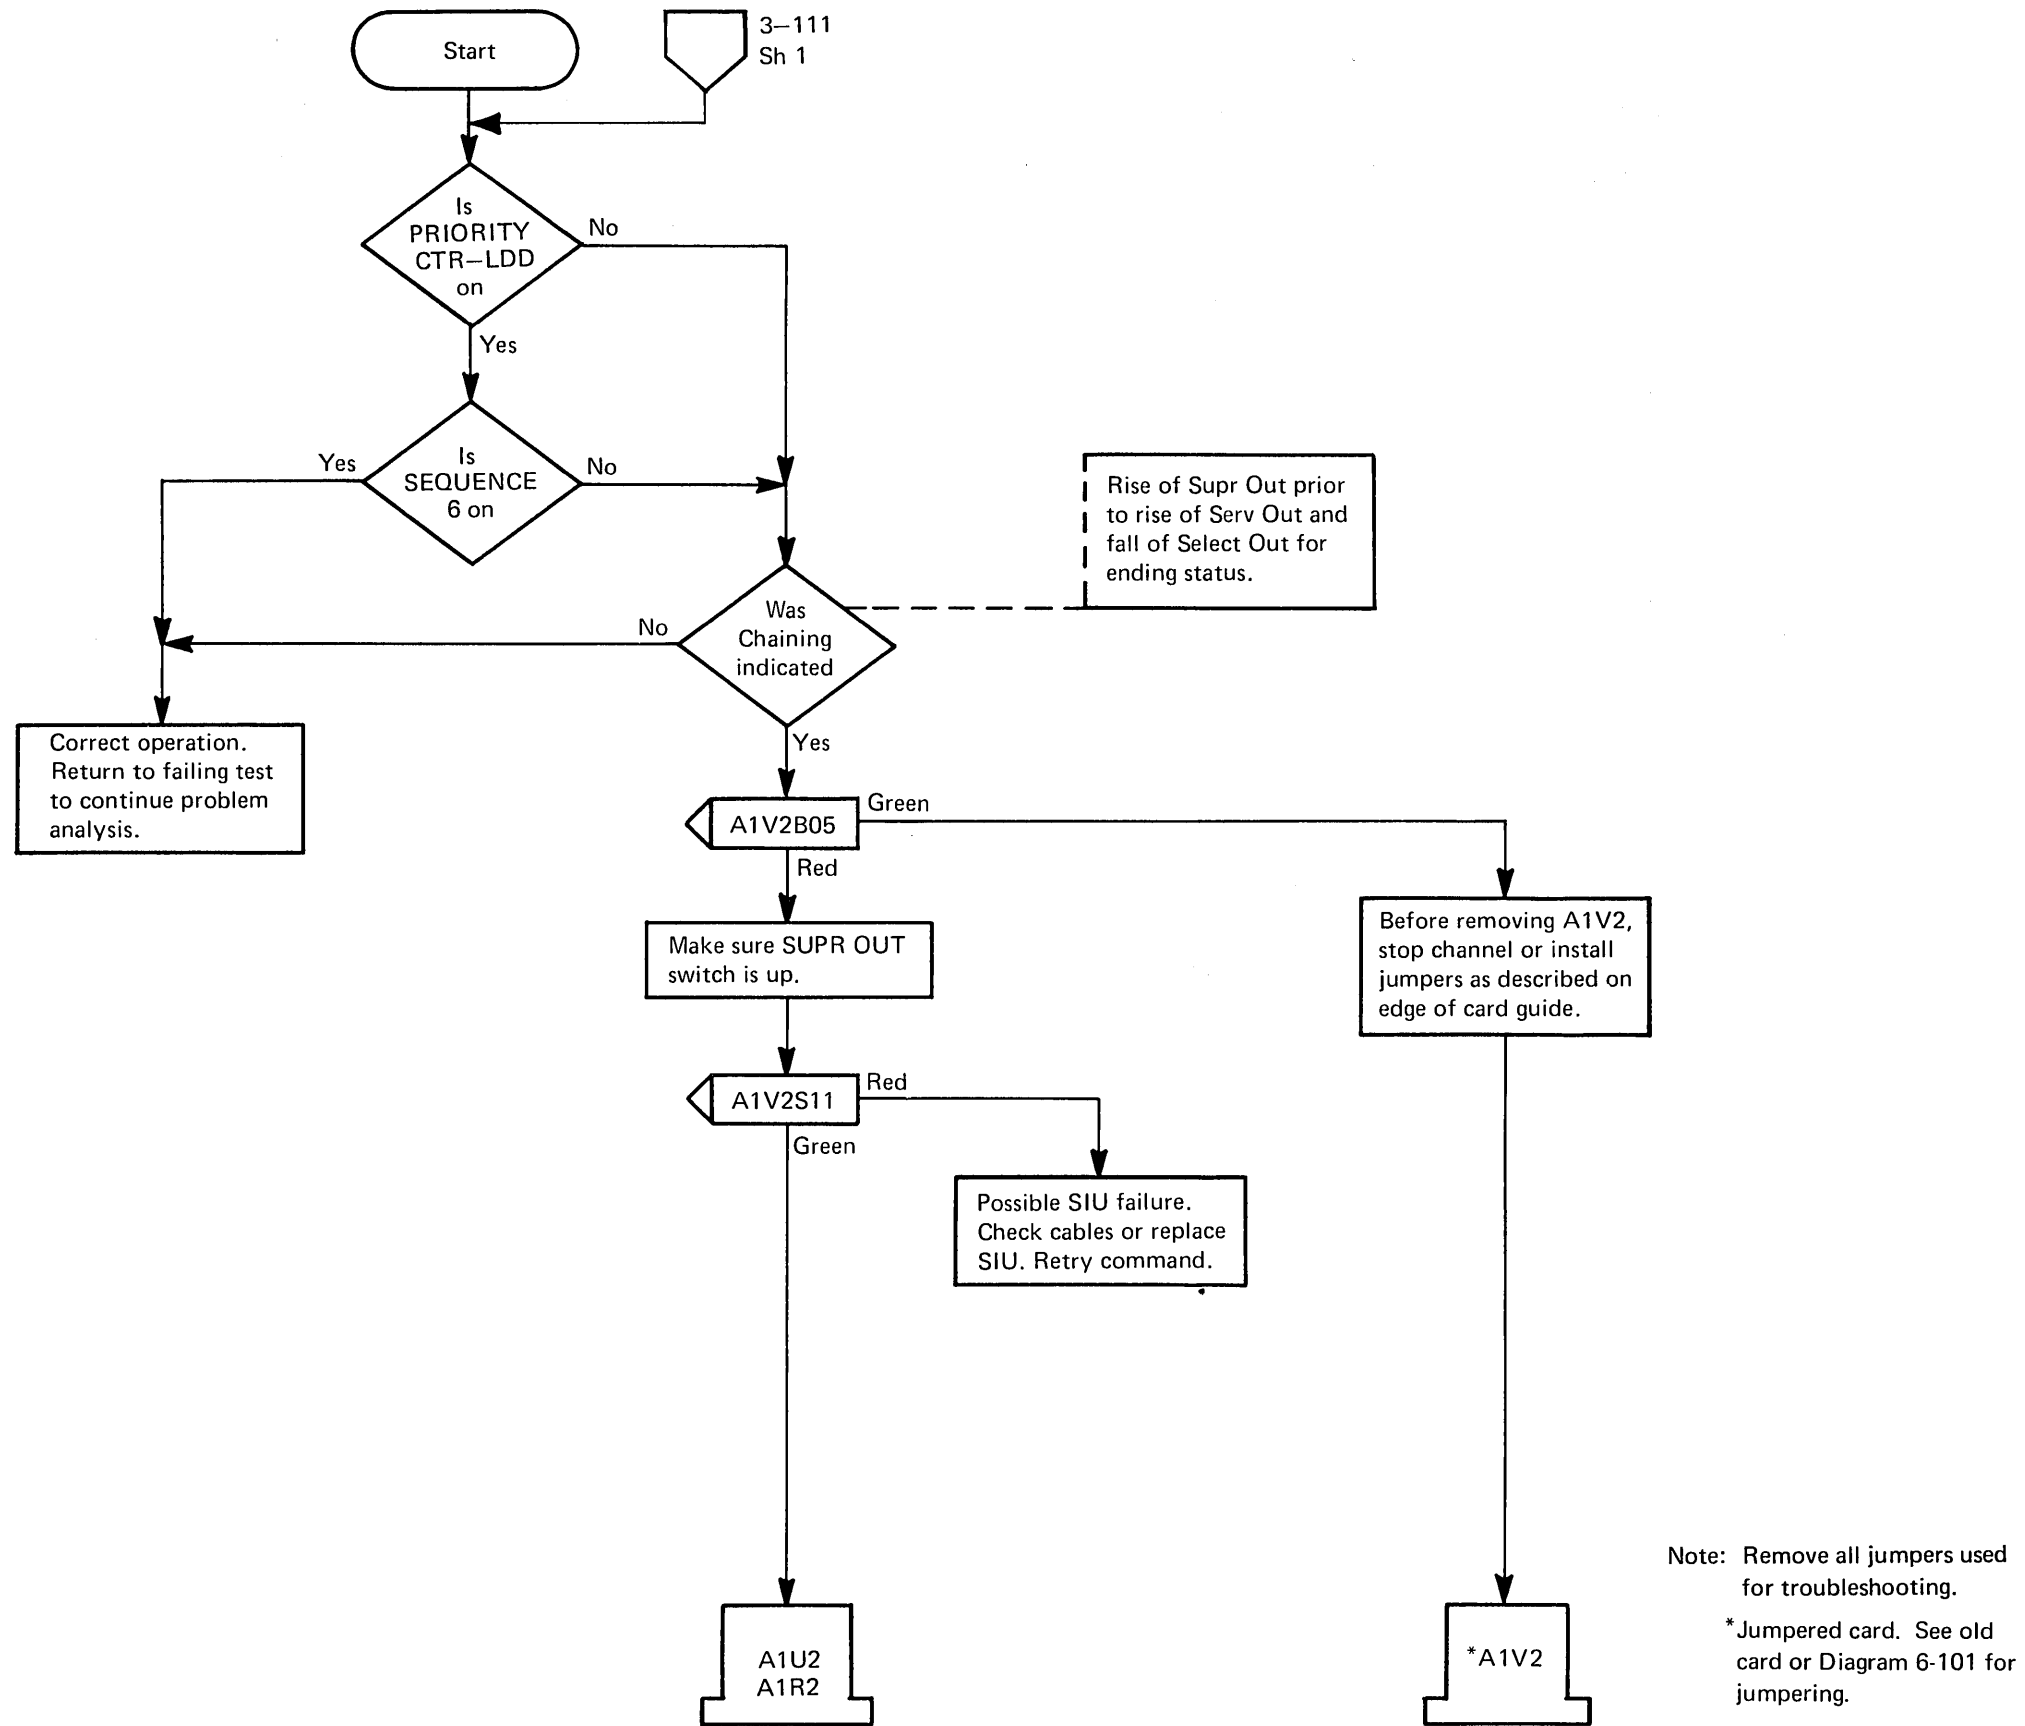 Start
3–111
Sh 1
Is
PRIORITY
CTR–LDD
on
No
Yes
Is
SEQUENCE
6 on
Yes
No
Rise of Supr Out prior
to rise of Serv Out and
fall of Select Out for
ending status.
Was
Chaining
indicated
No
Yes
Correct operation.
Return to failing test
to continue problem
analysis.
A1V2B05
Green
Red
Make sure SUPR OUT
switch is up.
Before removing A1V2,
stop channel or install
jumpers as described on
edge of card guide.
A1V2S11
Red
Green
Possible SIU failure.
Check cables or replace
SIU. Retry command.
A1U2
A1R2
*A1V2
Note: Remove all jumpers used
for troubleshooting.
*Jumpered card. See old
card or Diagram 6-101 for
jumpering.